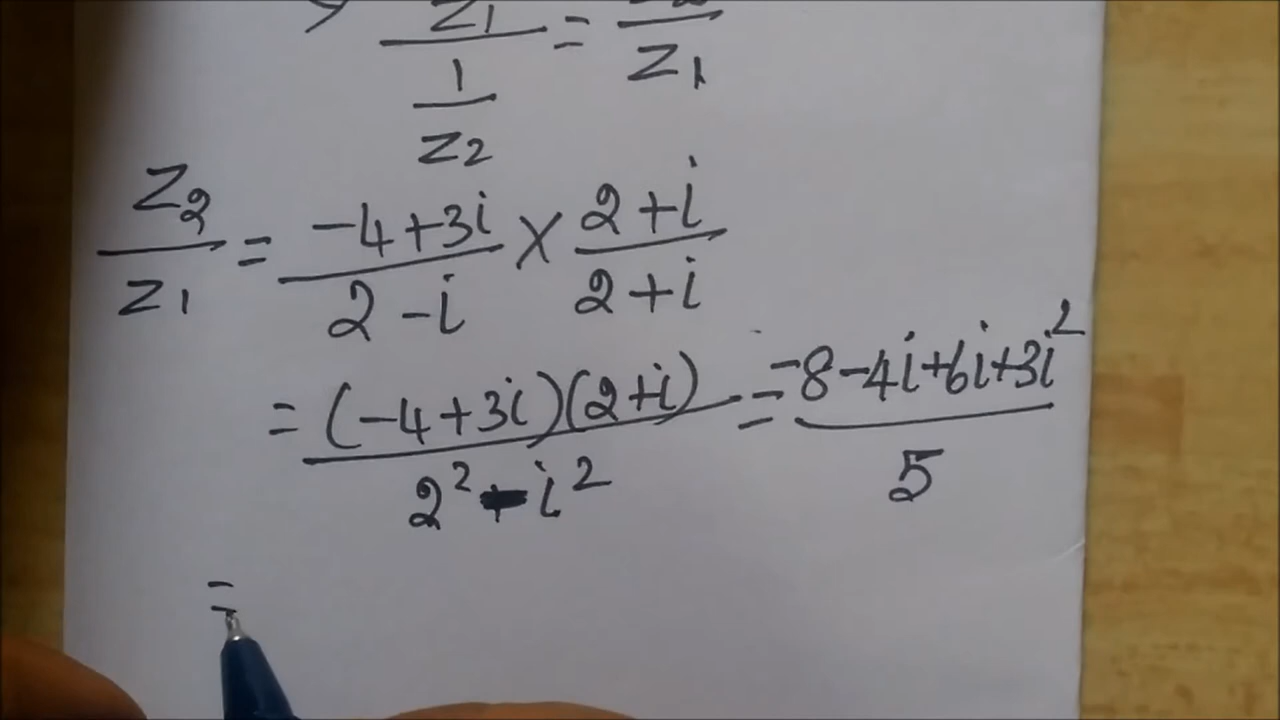 z1 / (1 / z2) = / z1
z2 / z1 = (-4+3i / 2-i) × (2+i / 2+i)
= (-4+3i)(2+i) / 2² - i² = -8-4i+6i+3i² / 5
=